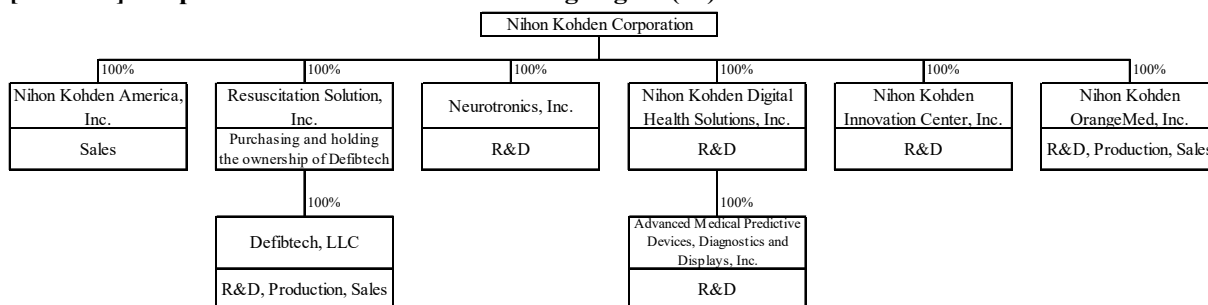 Nihon Kohden Corporation
100%
100%
100%
100%
100%
100%
Nihon Kohden America,
Inc.
Sales
Resuscitation Solution,
Inc.
Purchasing and holding
the ownership of Defibtech
Neurotronics, Inc.
R&D
Nihon Kohden Digital
Health Solutions, Inc.
R&D
Nihon Kohden
Innovation Center, Inc.
R&D
Nihon Kohden
OrangeMed, Inc.
R&D, Production, Sales
100%
100%
Defibtech, LLC
R&D, Production, Sales
Advanced Medical Predictive
Devices, Diagnostics and
Displays, Inc.
R&D